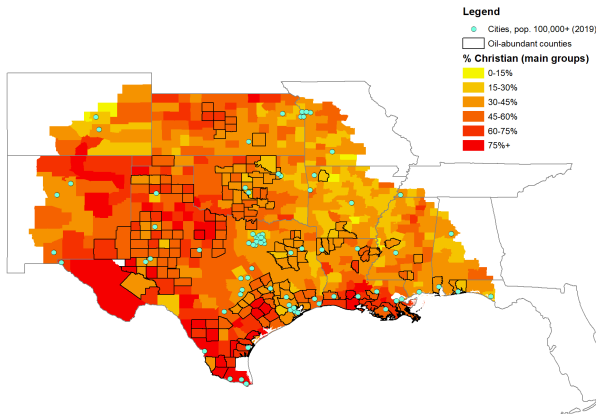 Legend
Cities, pop. 100,000+ (2019)
Oil-abundant counties
% Christian (main groups)
0-15%
15-30%
30-45%
45-60%
60-75%
75%+